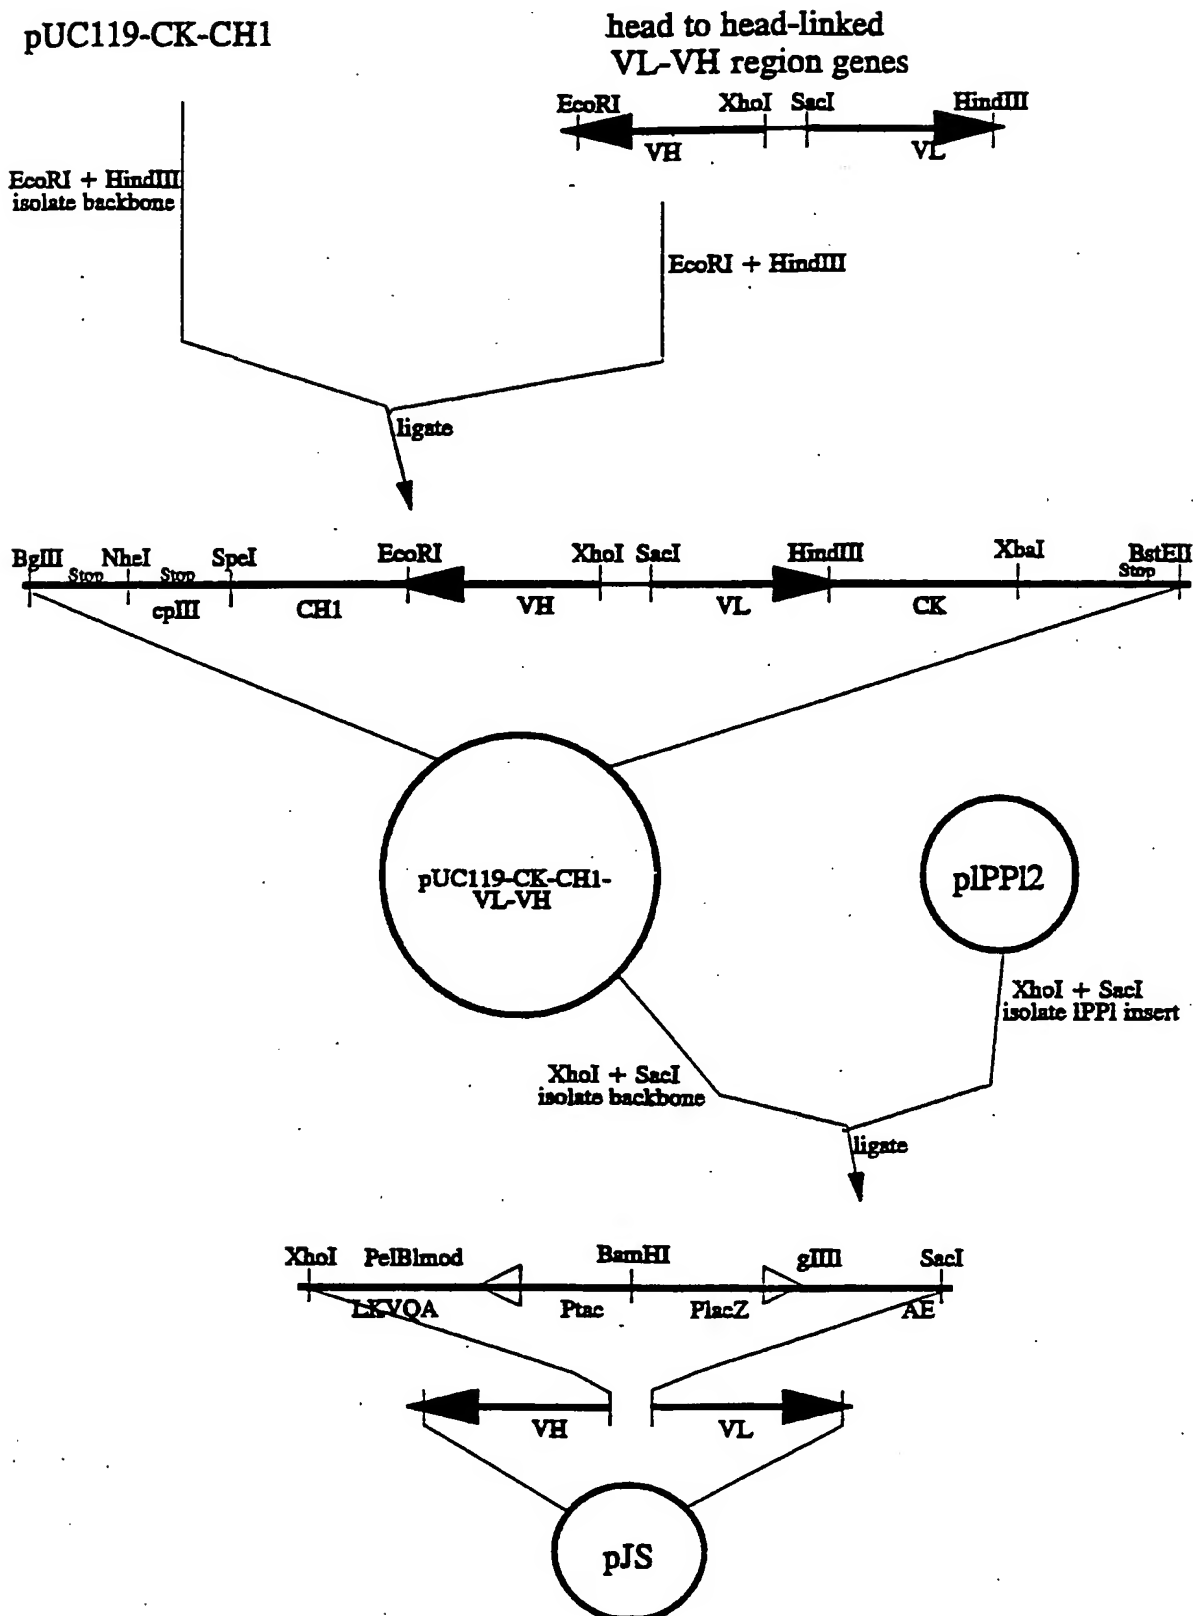 pUC119-CK-CH1
head to head-linked
VL-VH region genes
EcoRI XhoI SacI HindIII
VH VL
EcoRI + HindIII
isolate backbone
EcoRI + HindIII
ligate
BglII NheI SpeI EcoRI XhoI SacI HindIII XbaI BstEII
Stop Stop Stop
cpIII CH1 VH VL CK
pUC119-CK-CH1-
VL-VH
plPPl2
XhoI + SacI
isolate lPPl insert
XhoI + SacI
isolate backbone
ligate
XhoI PelBlmod BamHI gIIIl SacI
LKVQA Ptac PlacZ AE
VH VL
pJS